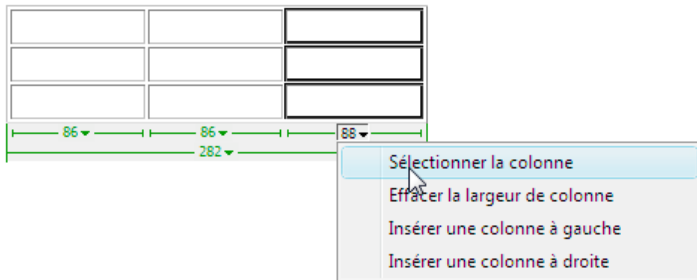 86 86 88
282
Sélectionner la colonne
Effacer la largeur de colonne
Insérer une colonne à gauche
Insérer une colonne à droite